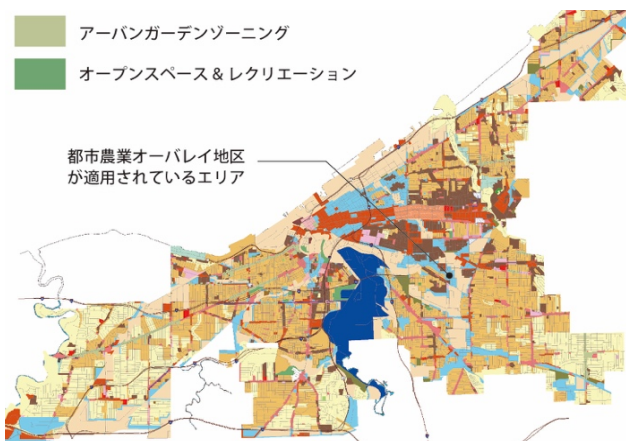 アーバンガーデンゾーニング
オープンスペース & レクリエーション
都市農業オーバレイ地区
が適用されているエリア